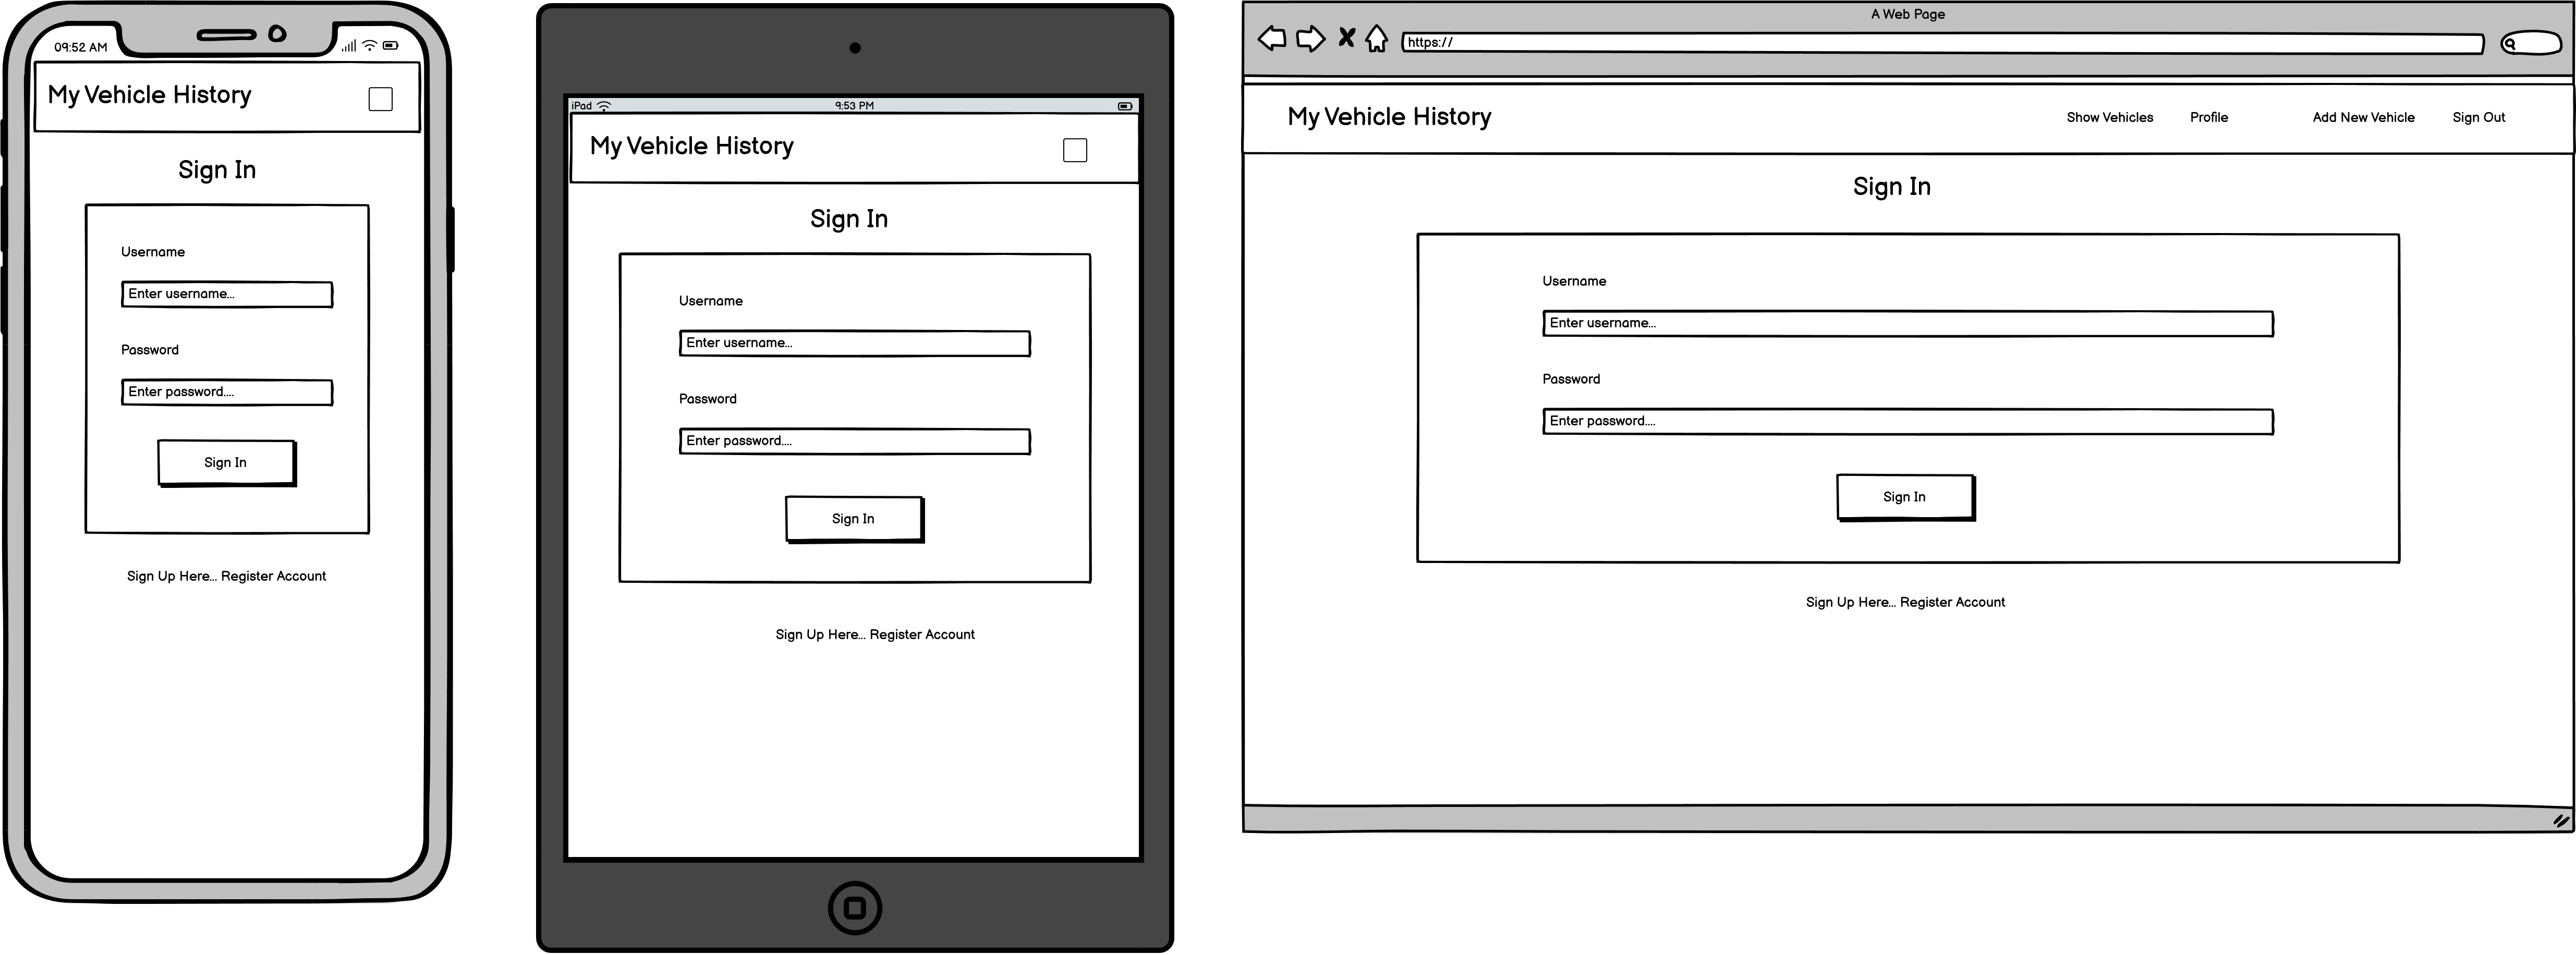 09:52 AM
My Vehicle History
Sign In
Username
Enter username...
Password
Enter password....
Sign In
Sign Up Here... Register Account
iPad
9:53 PM
My Vehicle History
Sign In
Username
Enter username...
Password
Enter password....
Sign In
Sign Up Here... Register Account
A Web Page
https://
My Vehicle History Show Vehicles Profile Add New Vehicle Sign Out
Sign In
Username
Enter username...
Password
Enter password....
Sign In
Sign Up Here... Register Account